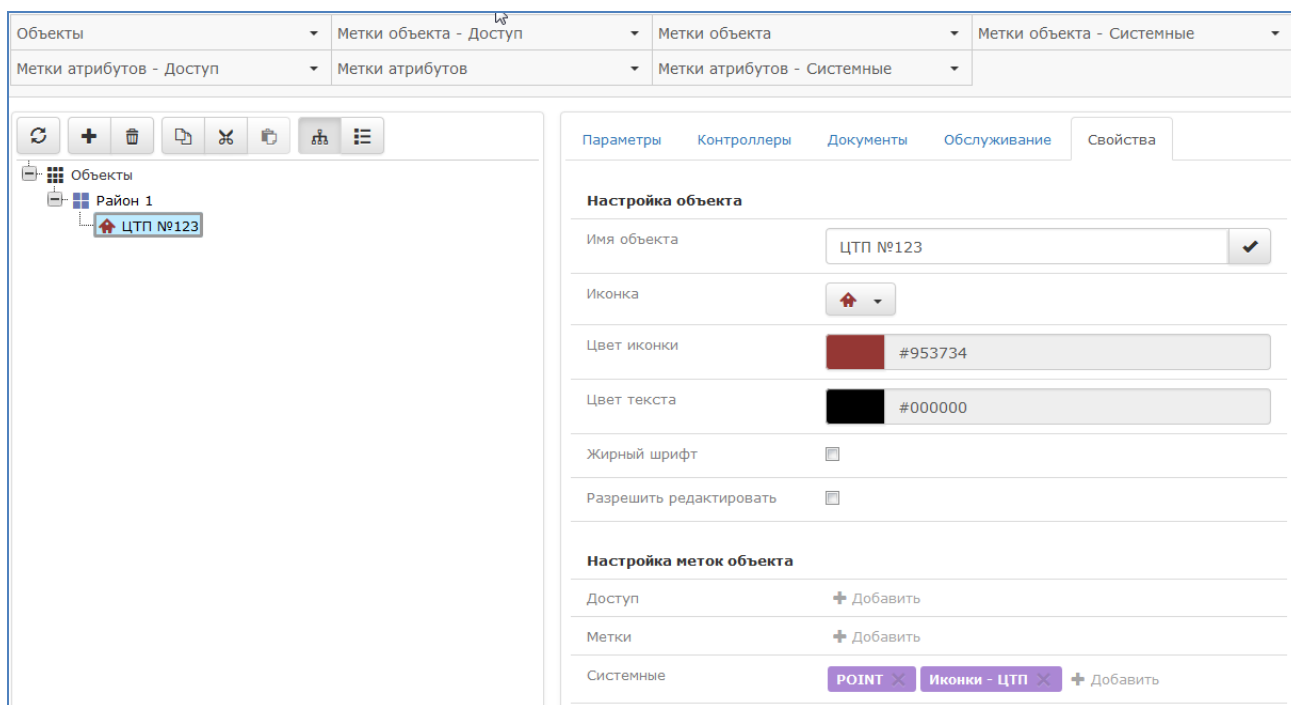 Объекты Метки объекта - Доступ Метки объекта Метки объекта - Системные
Метки атрибутов - Доступ Метки атрибутов Метки атрибутов - Системные
Параметры Контроллеры Документы Обслуживание Свойства
Объекты
Район 1
ЦТП №123
Настройка объекта
Имя объекта ЦТП №123
Иконка
Цвет иконки #953734
Цвет текста #000000
Жирный шрифт
Разрешить редактировать
Настройка меток объекта
Доступ Добавить
Метки Добавить
Системные POINT Иконки - ЦТП Добавить